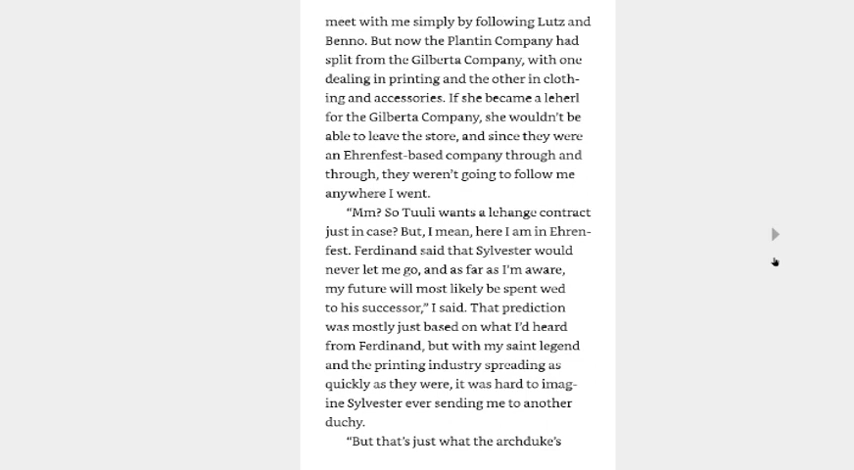 meet with me simply by following Lutz and
Benno. But now the Plantin Company had
split from the Gilberta Company, with one
dealing in printing and the other in cloth-
ing and accessories. If she became a leherl
for the Gilberta Company, she wouldn't be
able to leave the store, and since they were
an Ehrenfest-based company through and
through, they weren't going to follow me
anywhere I went.
“Mm? So Tuuli wants a lehange contract
just in case? But, I mean, here I am in Ehren-
fest. Ferdinand said that Sylvester would
never let me go, and as far as I'm aware,
my future will most likely be spent wed
to his successor,” I said. That prediction
was mostly just based on what I'd heard
from Ferdinand, but with my saint legend
and the printing industry spreading as
quickly as they were, it was hard to imag-
ine Sylvester ever sending me to another
duchy.
“But that's just what the archduke's